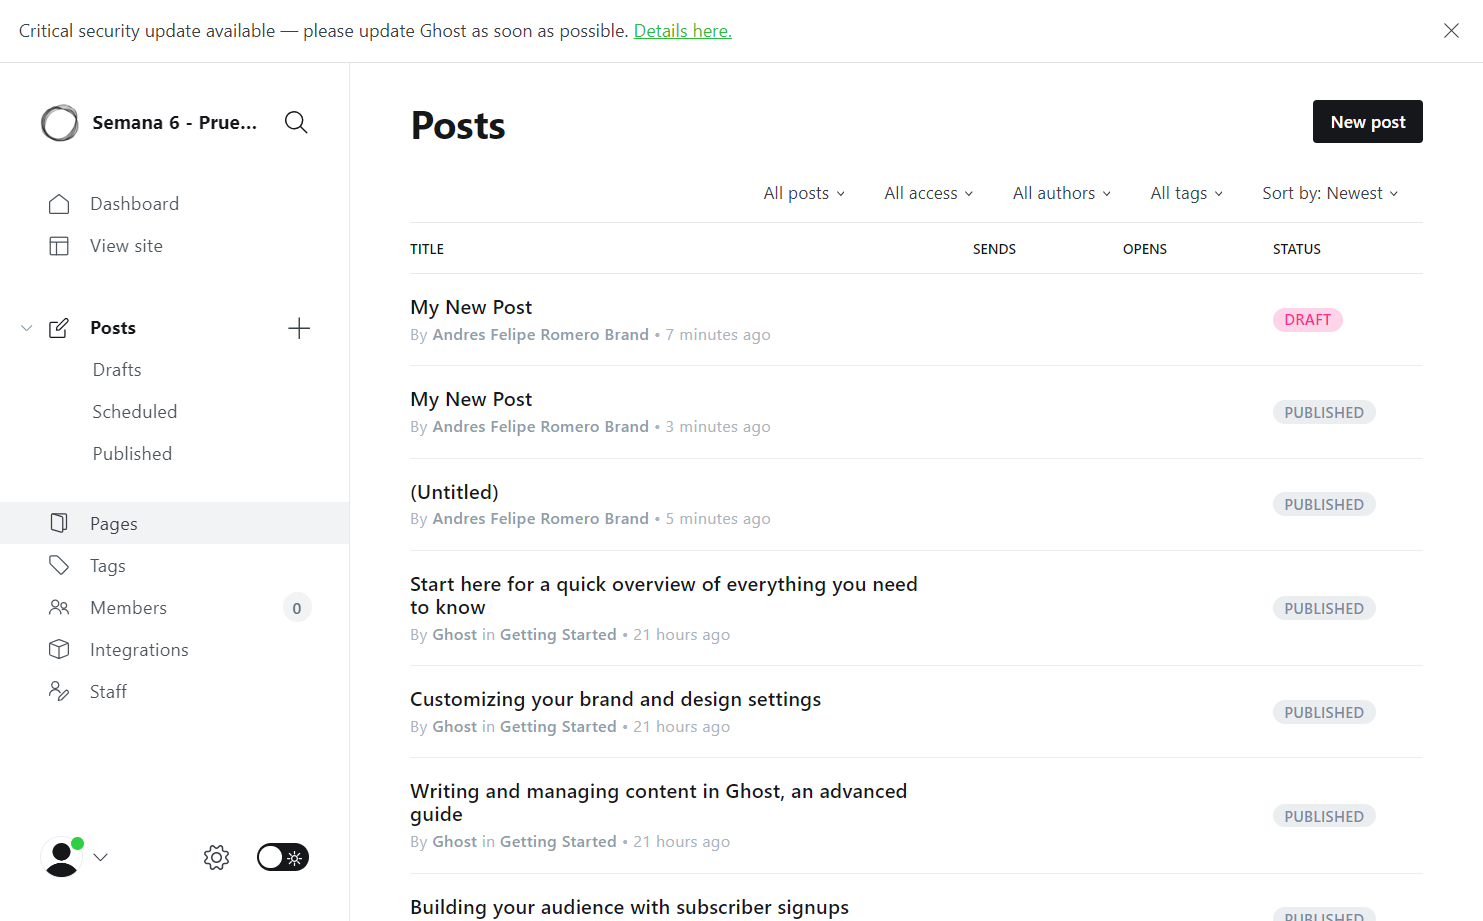 Critical security update available — please update Ghost as soon as possible. Details here.
Semana 6 - Prue...
Dashboard
View site
Posts
Drafts
Scheduled
Published
Pages
Tags
Members 0
Integrations
Staff
Posts
New post
All posts All access All authors All tags Sort by: Newest
TITLE SENDS OPENS STATUS
My New Post
By Andres Felipe Romero Brand • 7 minutes ago
DRAFT
My New Post
By Andres Felipe Romero Brand • 3 minutes ago
PUBLISHED
(Untitled)
By Andres Felipe Romero Brand • 5 minutes ago
PUBLISHED
Start here for a quick overview of everything you need
to know
By Ghost in Getting Started • 21 hours ago
PUBLISHED
Customizing your brand and design settings
By Ghost in Getting Started • 21 hours ago
PUBLISHED
Writing and managing content in Ghost, an advanced
guide
By Ghost in Getting Started • 21 hours ago
PUBLISHED
Building your audience with subscriber signups
PUBLISHED